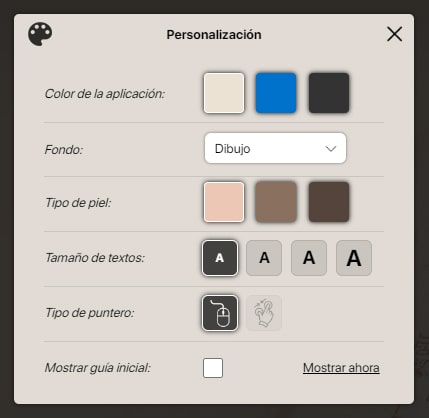 Personalización
Color de la aplicación:
Fondo: Dibujo
Tipo de piel:
Tamaño de textos: A A A A
Tipo de puntero:
Mostrar guía inicial: Mostrar ahora